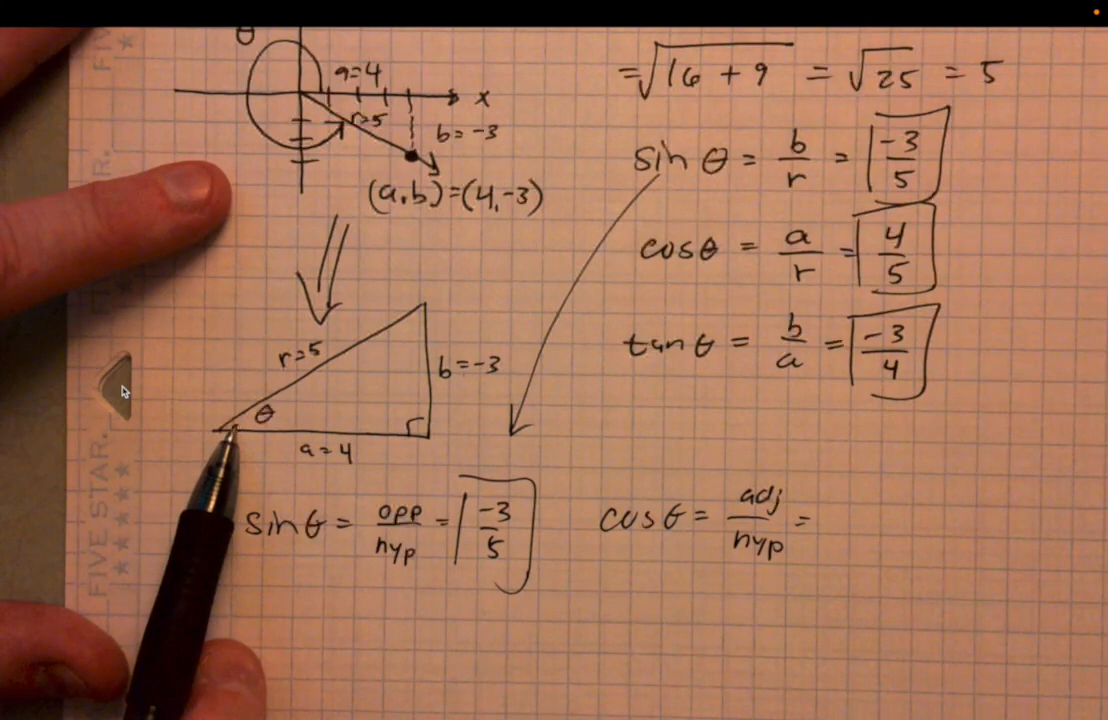 θ
a=4
x
r=5
b=-3
(a,b)=(4,-3)
=√16+9 = √25 = 5
sin θ = b/r = -3/5
cosθ = a/r = 4/5
tan θ = b/a = -3/4
r=5
b=-3
θ
a=4
sin θ = opp/hyp = -3/5
cos θ = adj/hyp =
FIVE STAR.